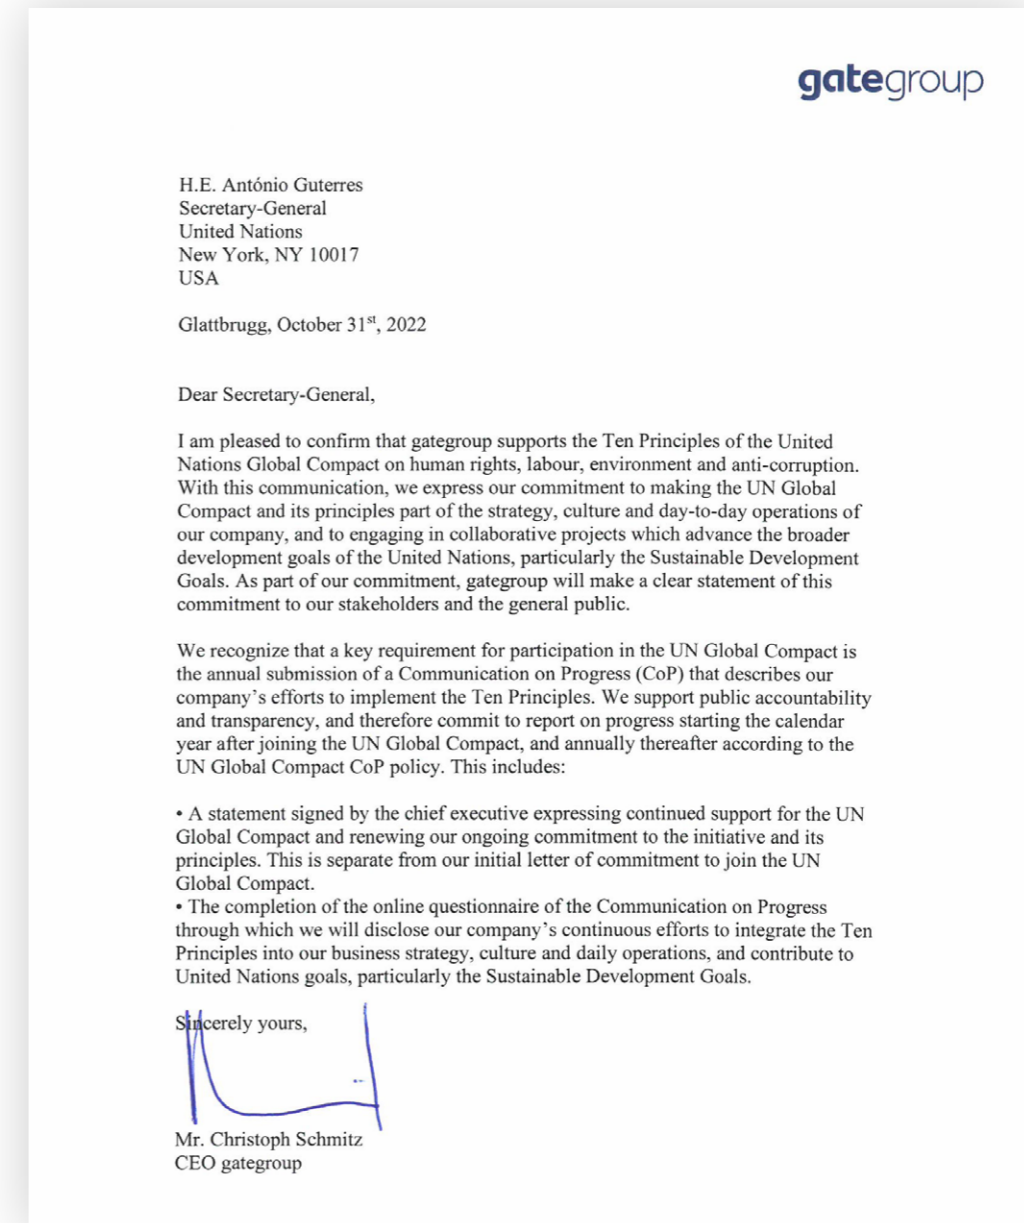 gategroup
H.E. António Guterres
Secretary-General
United Nations
New York, NY 10017
USA
Glattbrugg, October 31st, 2022
Dear Secretary-General,
I am pleased to confirm that gategroup supports the Ten Principles of the United
Nations Global Compact on human rights, labour, environment and anti-corruption.
With this communication, we express our commitment to making the UN Global
Compact and its principles part of the strategy, culture and day-to-day operations of
our company, and to engaging in collaborative projects which advance the broader
development goals of the United Nations, particularly the Sustainable Development
Goals. As part of our commitment, gategroup will make a clear statement of this
commitment to our stakeholders and the general public.
We recognize that a key requirement for participation in the UN Global Compact is
the annual submission of a Communication on Progress (CoP) that describes our
company's efforts to implement the Ten Principles. We support public accountability
and transparency, and therefore commit to report on progress starting the calendar
year after joining the UN Global Compact, and annually thereafter according to the
UN Global Compact CoP policy. This includes:
• A statement signed by the chief executive expressing continued support for the UN
Global Compact and renewing our ongoing commitment to the initiative and its
principles. This is separate from our initial letter of commitment to join the UN
Global Compact.
• The completion of the online questionnaire of the Communication on Progress
through which we will disclose our company's continuous efforts to integrate the Ten
Principles into our business strategy, culture and daily operations, and contribute to
United Nations goals, particularly the Sustainable Development Goals.
Sincerely yours,
Mr. Christoph Schmitz
CEO gategroup